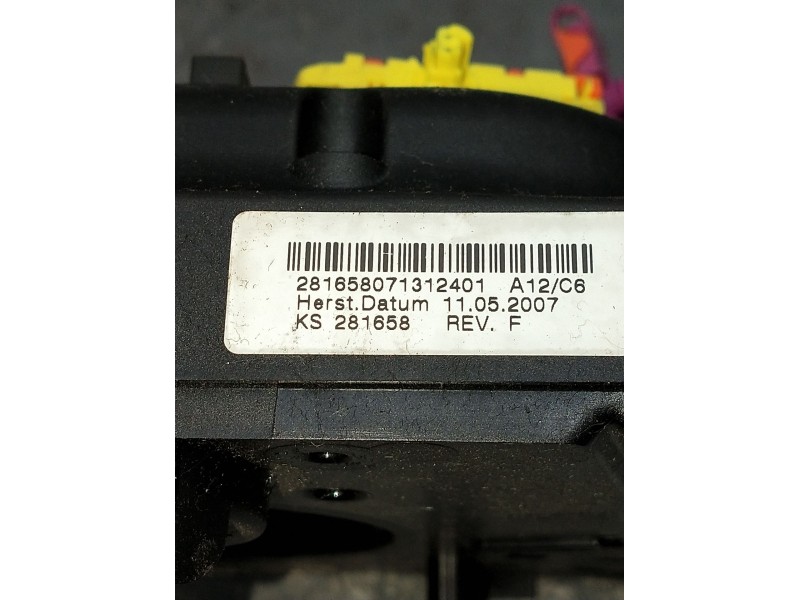 281658071312401 A12/C6
Herst.Datum 11.05.2007
KS 281658 REV. F